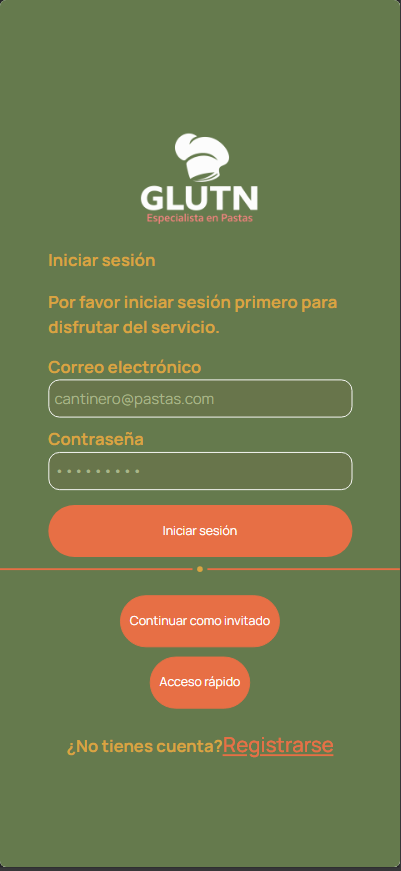 GLUTN
Especialista en Pastas
Iniciar sesión
Por favor iniciar sesión primero para
disfrutar del servicio.
Correo electrónico
cantinero@pastas.com
Contraseña
•••••••••
Iniciar sesión
Continuar como invitado
Acceso rápido
¿No tienes cuenta?Registrarse